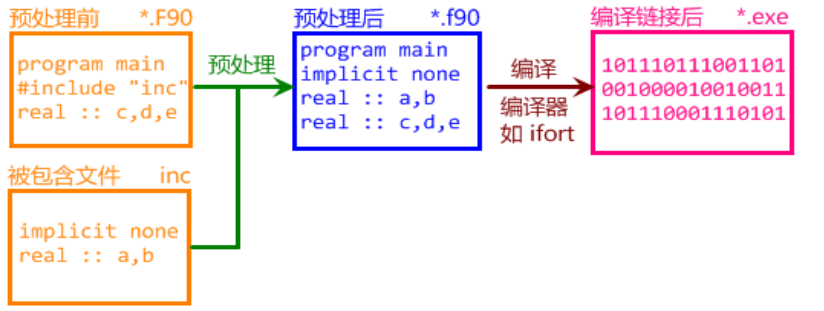 预处理前 *.F90
program main
#include "inc"
real :: c,d,e
被包含文件 inc
implicit none
real :: a,b
预处理
预处理后 *.f90
program main
implicit none
real :: a,b
real :: c,d,e
编译
编译器
如 ifort
编译链接后 *.exe
101110111001101
001000010010011
101110001110101